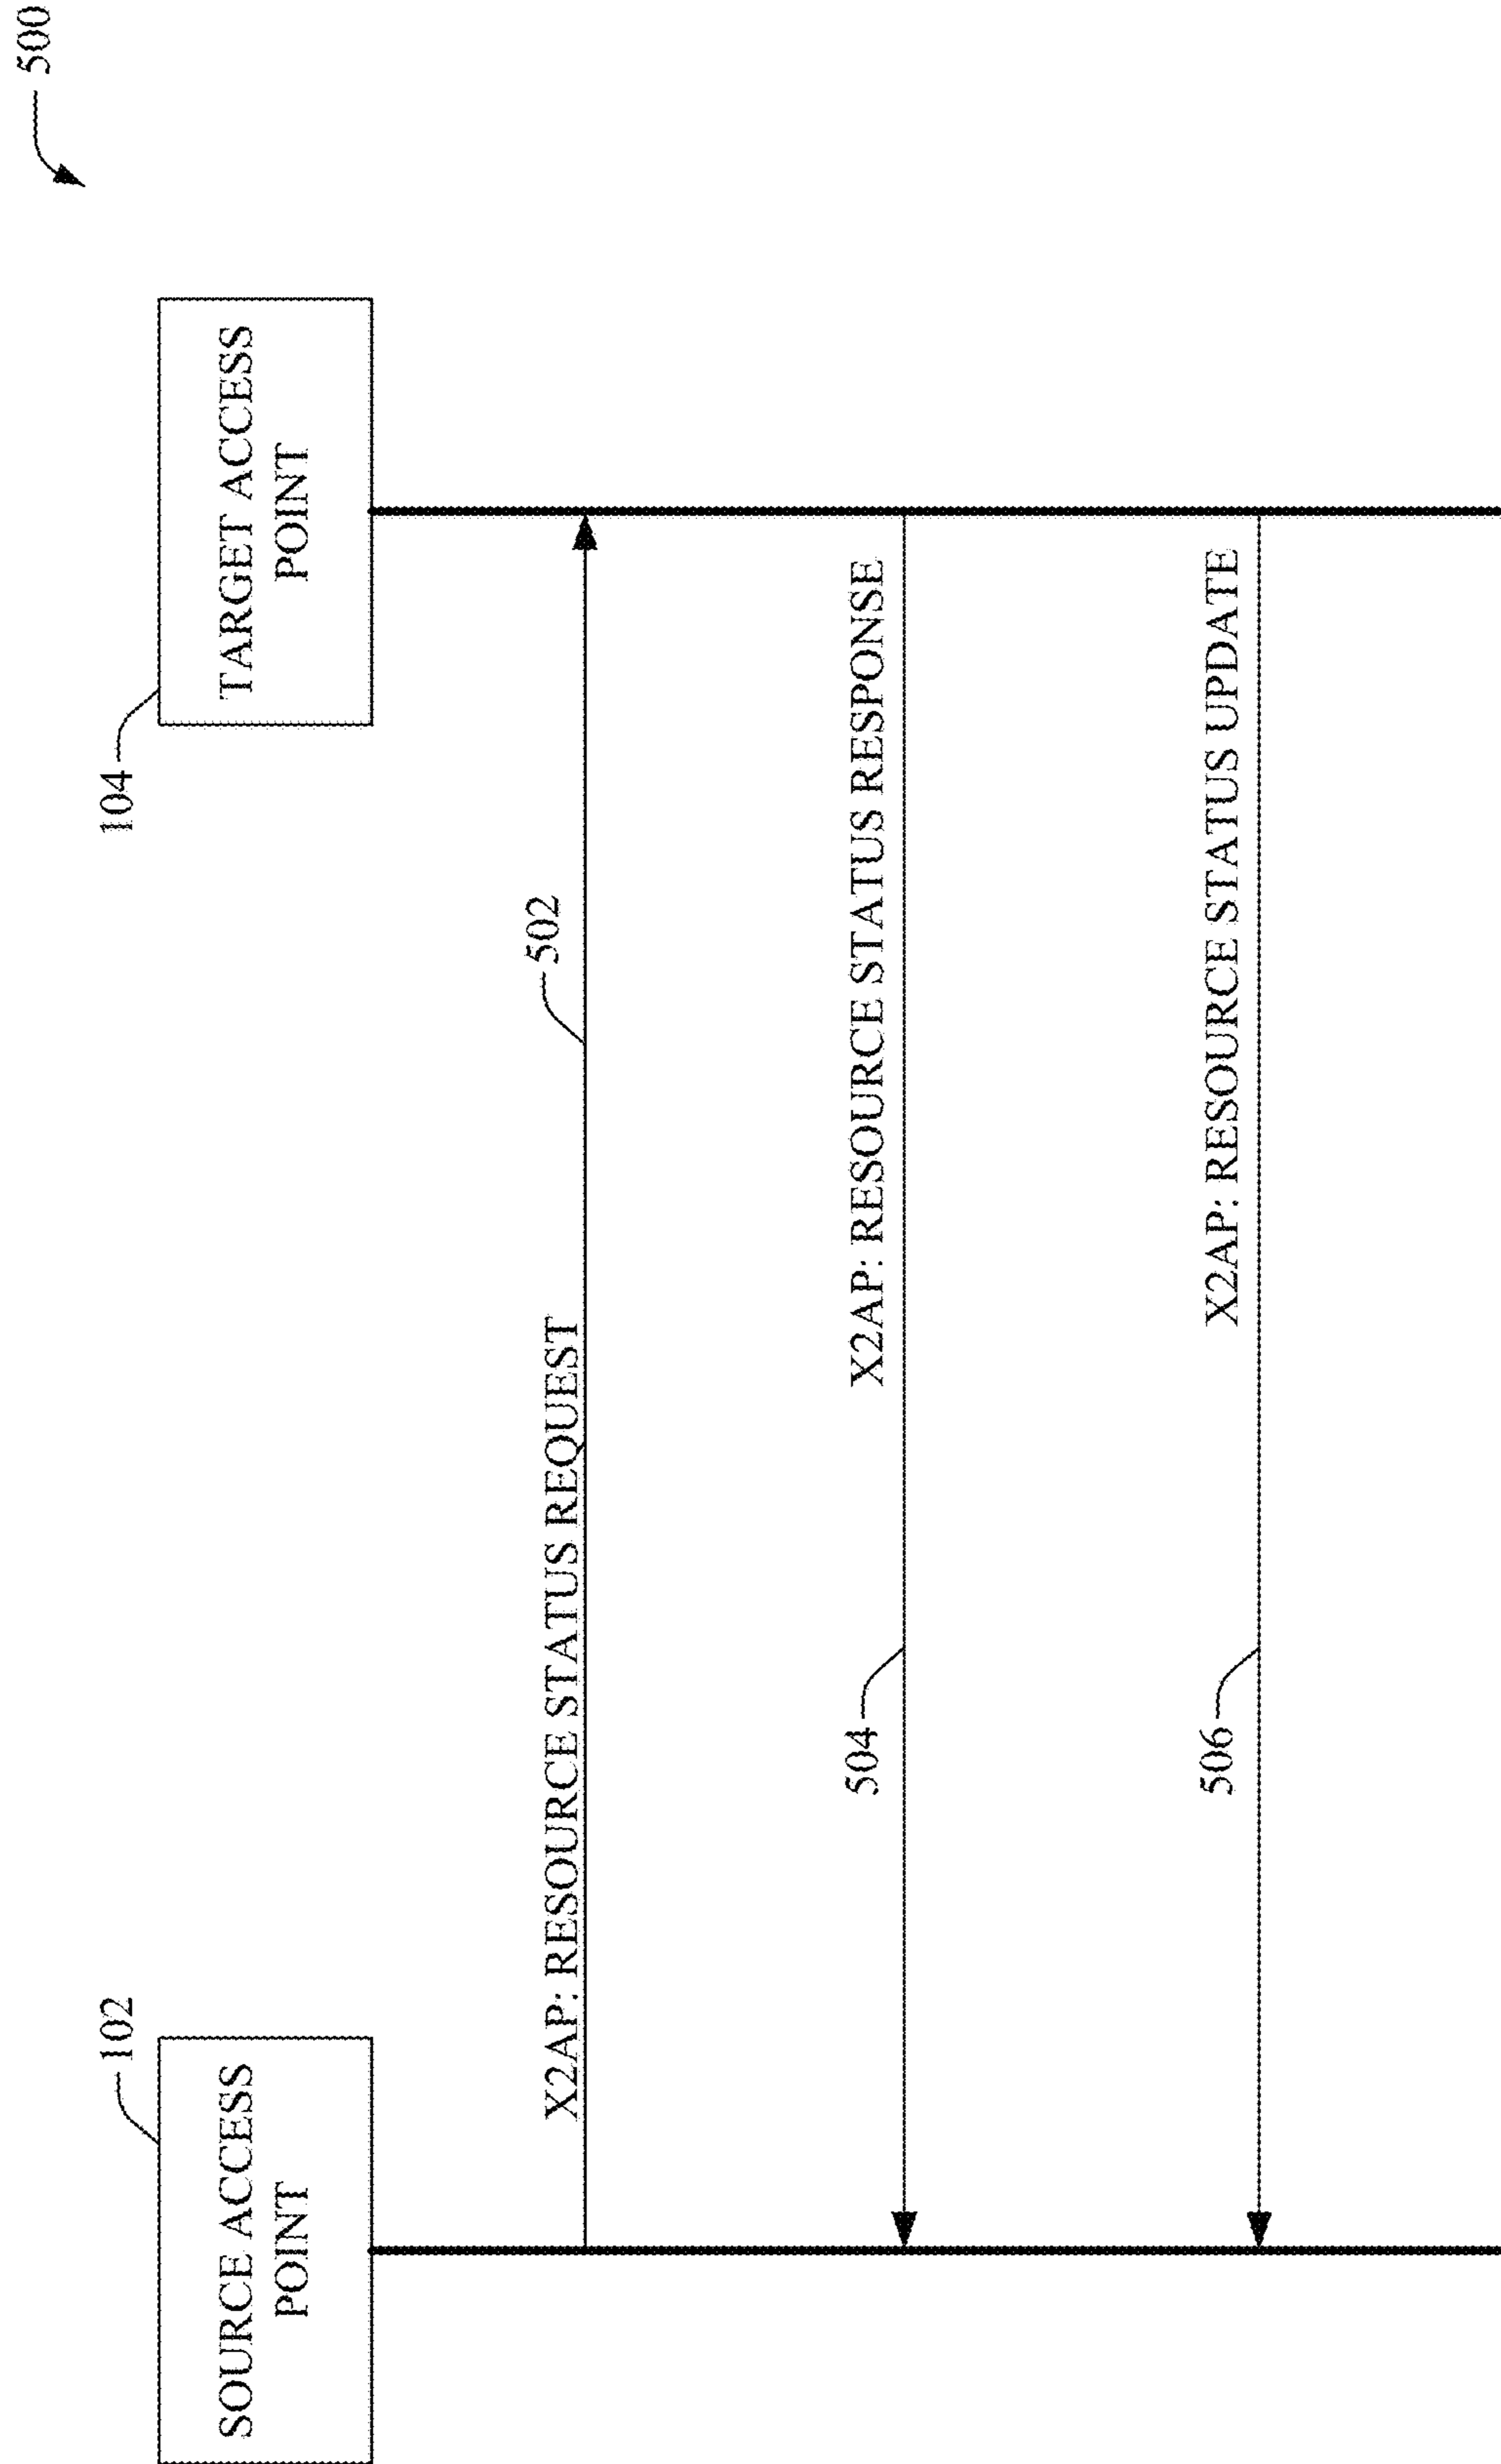 500
102
SOURCE ACCESS
POINT
104
TARGET ACCESS
POINT
X2AP: RESOURCE STATUS REQUEST
502
504
X2AP: RESOURCE STATUS RESPONSE
506
X2AP: RESOURCE STATUS UPDATE